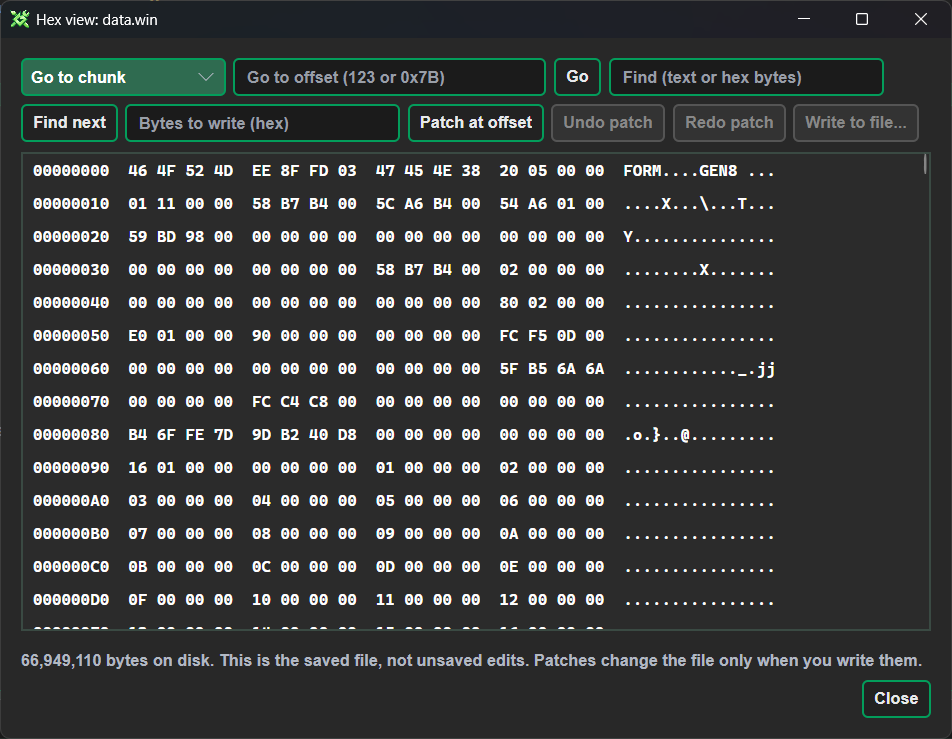 Hex view: data.win
Go to chunk Go to offset (123 or 0x7B) Go Find (text or hex bytes)
Find next Bytes to write (hex) Patch at offset Undo patch Redo patch Write to file...
00000000 46 4F 52 4D EE 8F FD 03 47 45 4E 38 20 05 00 00 FORM....GEN8 ...
00000010 01 11 00 00 58 B7 B4 00 5C A6 B4 00 54 A6 01 00 ....X...\...T...
00000020 59 BD 98 00 00 00 00 00 00 00 00 00 00 00 00 00 Y...............
00000030 00 00 00 00 00 00 00 00 58 B7 B4 00 02 00 00 00 ........X.......
00000040 00 00 00 00 00 00 00 00 00 00 00 00 80 02 00 00 ................
00000050 E0 01 00 00 90 00 00 00 00 00 00 00 FC F5 0D 00 ................
00000060 00 00 00 00 00 00 00 00 00 00 00 00 5F B5 6A 6A ............_.jj
00000070 00 00 00 00 FC C4 C8 00 00 00 00 00 00 00 00 00 ................
00000080 B4 6F FE 7D 9D B2 40 D8 00 00 00 00 00 00 00 00 .o.}..@.........
00000090 16 01 00 00 00 00 00 00 01 00 00 00 02 00 00 00 ................
000000A0 03 00 00 00 04 00 00 00 05 00 00 00 06 00 00 00 ................
000000B0 07 00 00 00 08 00 00 00 09 00 00 00 0A 00 00 00 ................
000000C0 0B 00 00 00 0C 00 00 00 0D 00 00 00 0E 00 00 00 ................
000000D0 0F 00 00 00 10 00 00 00 11 00 00 00 12 00 00 00 ................
66,949,110 bytes on disk. This is the saved file, not unsaved edits. Patches change the file only when you write them.
Close